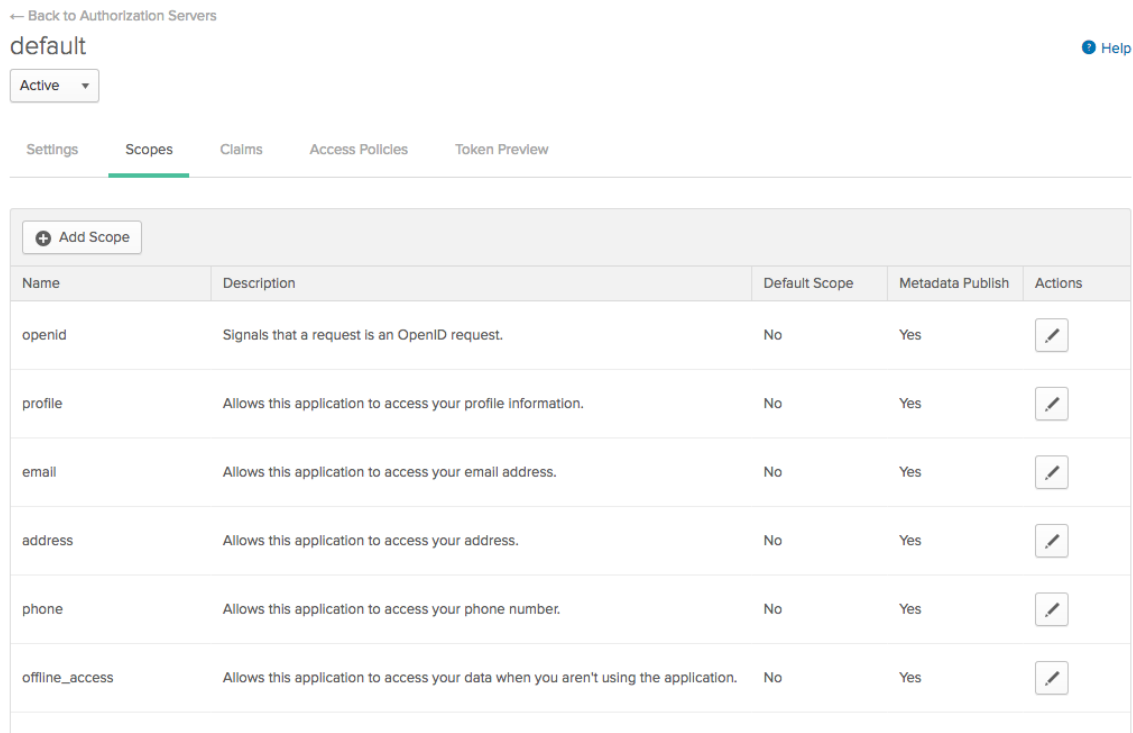 ← Back to Authorization Servers
default
? Help
Active ▼
Settings Scopes Claims Access Policies Token Preview
+ Add Scope
Name Description Default Scope Metadata Publish Actions
openid Signals that a request is an OpenID request. No Yes
profile Allows this application to access your profile information. No Yes
email Allows this application to access your email address. No Yes
address Allows this application to access your address. No Yes
phone Allows this application to access your phone number. No Yes
offline_access Allows this application to access your data when you aren't using the application. No Yes